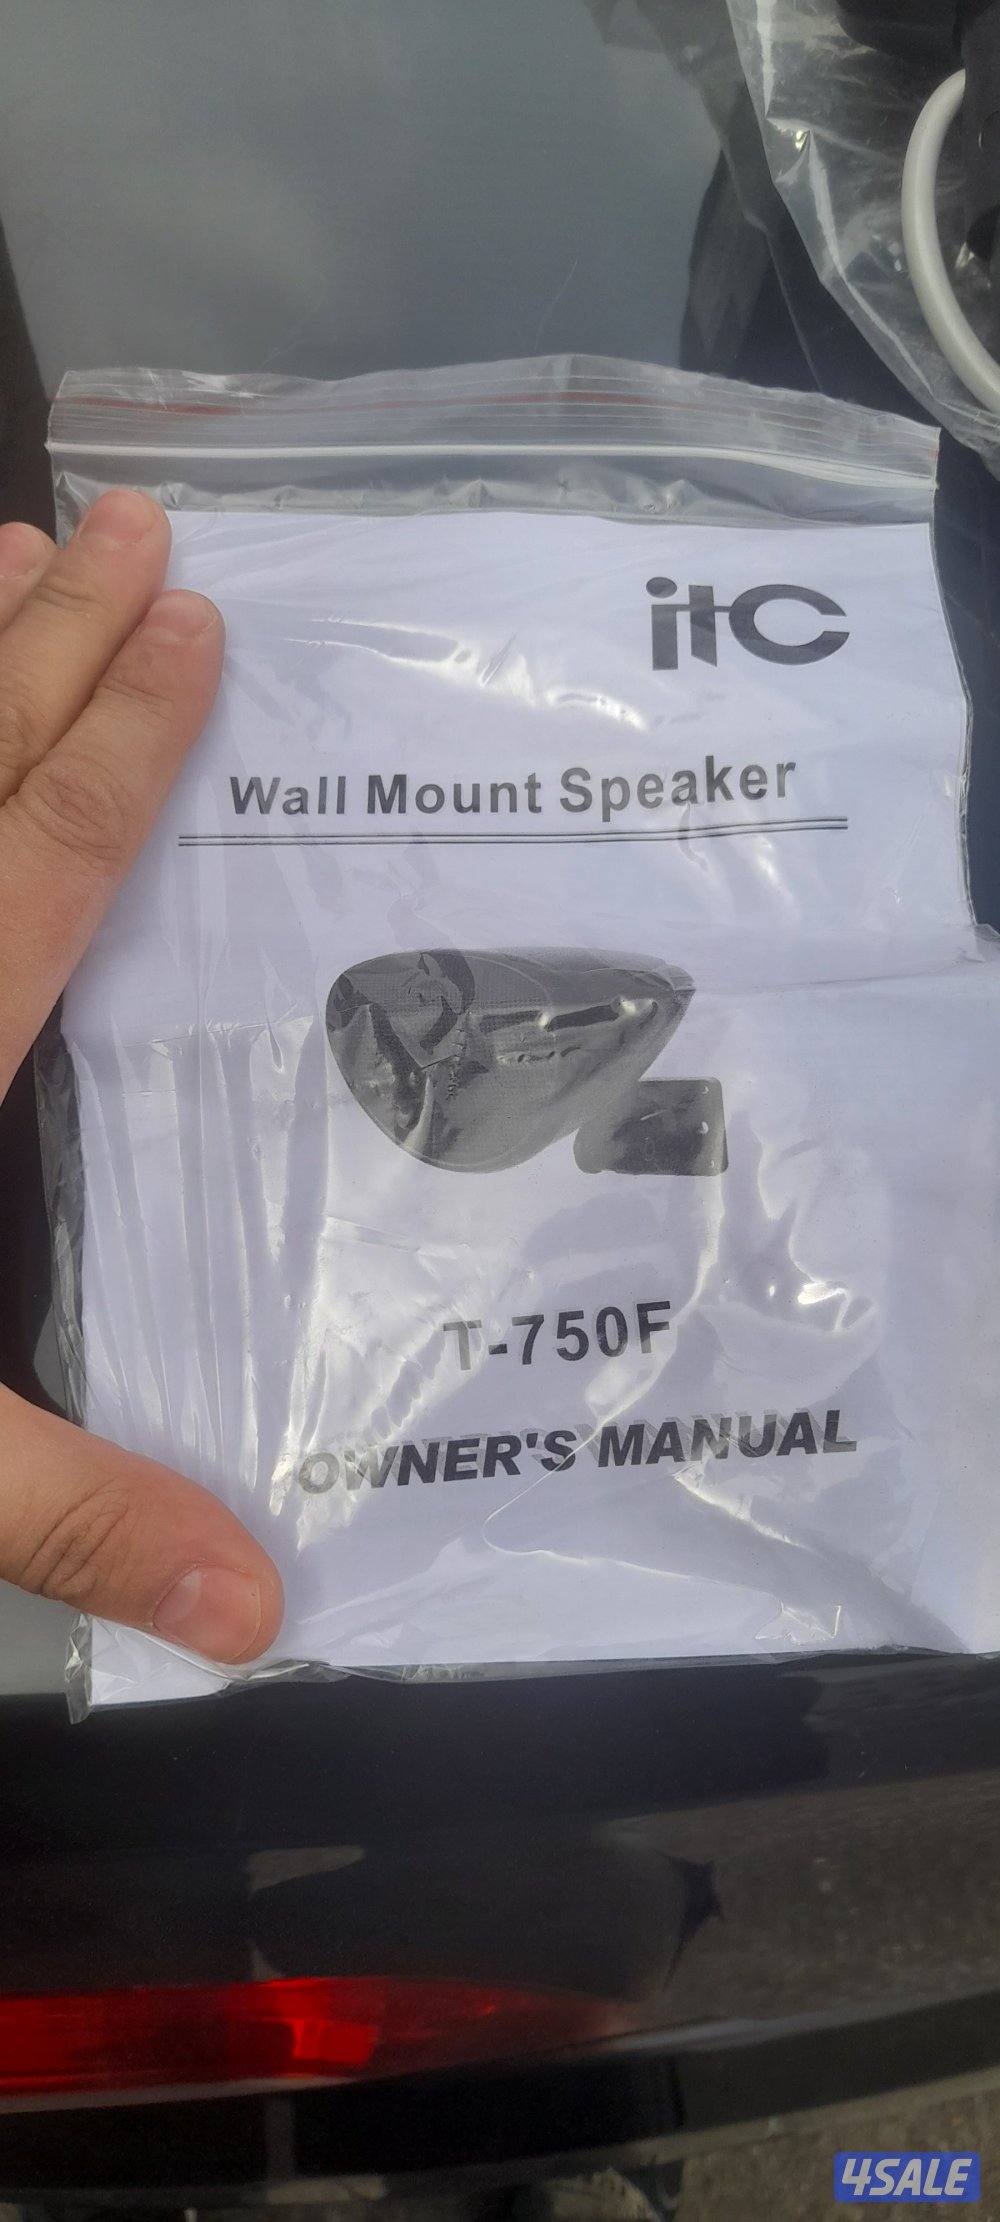 itc
Wall Mount Speaker
T-750F
OWNER'S MANUAL
4SALE